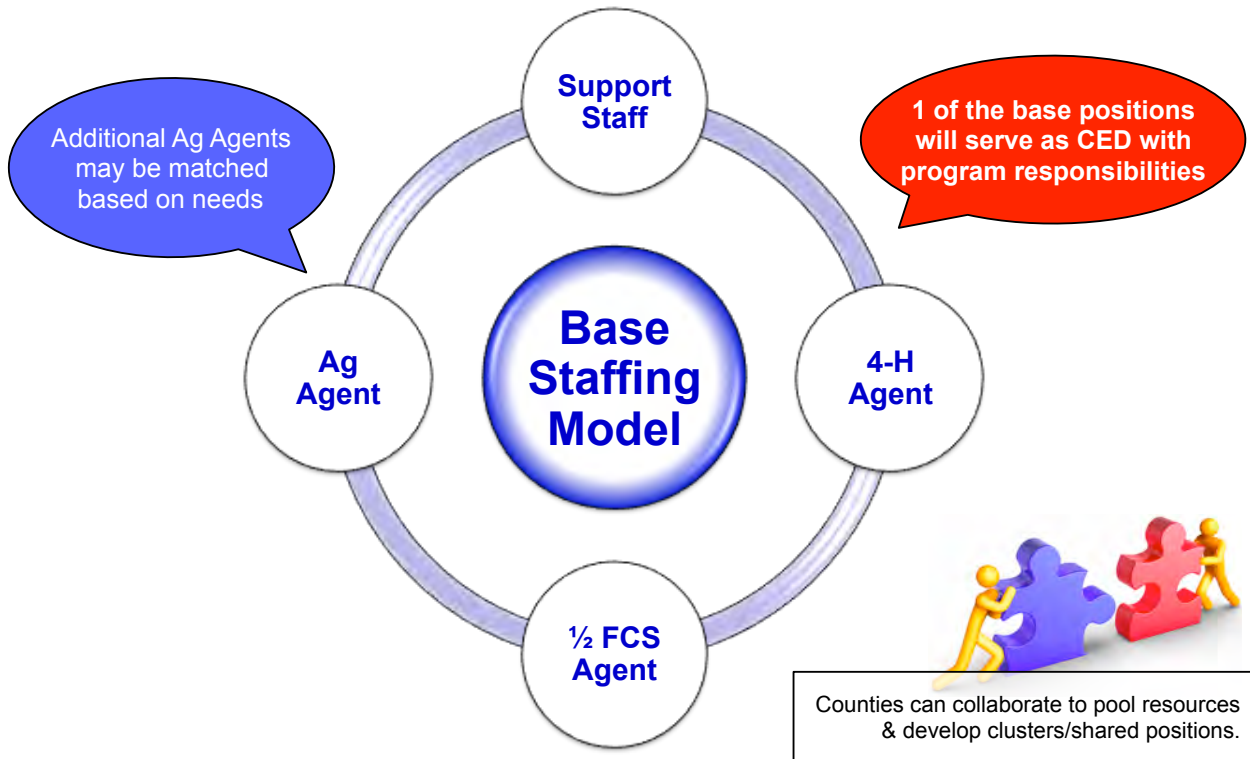 Support
Staff
Additional Ag Agents
may be matched
based on needs
1 of the base positions
will serve as CED with
program responsibilities
Base
Staffing
Model
Ag
Agent
4-H
Agent
½ FCS
Agent
Counties can collaborate to pool resources
& develop clusters/shared positions.